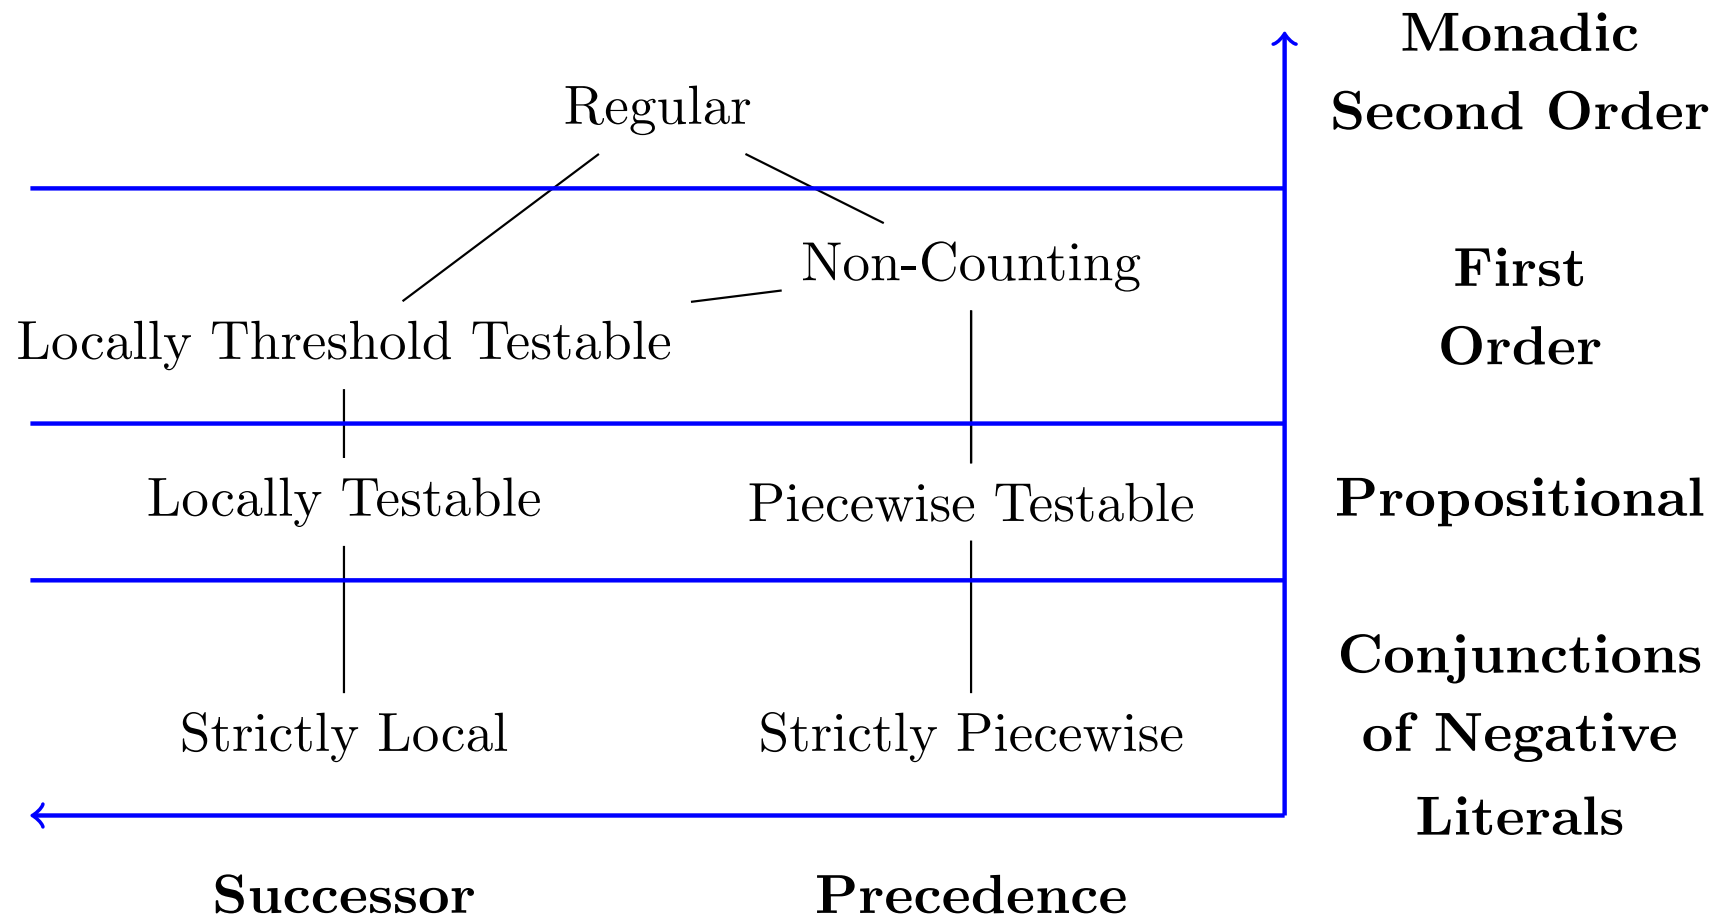 Monadic
Second Order
Regular
Non-Counting
First
Order
Locally Threshold Testable
Locally Testable
Piecewise Testable
Propositional
Conjunctions
of Negative
Literals
Strictly Local
Strictly Piecewise
Successor
Precedence